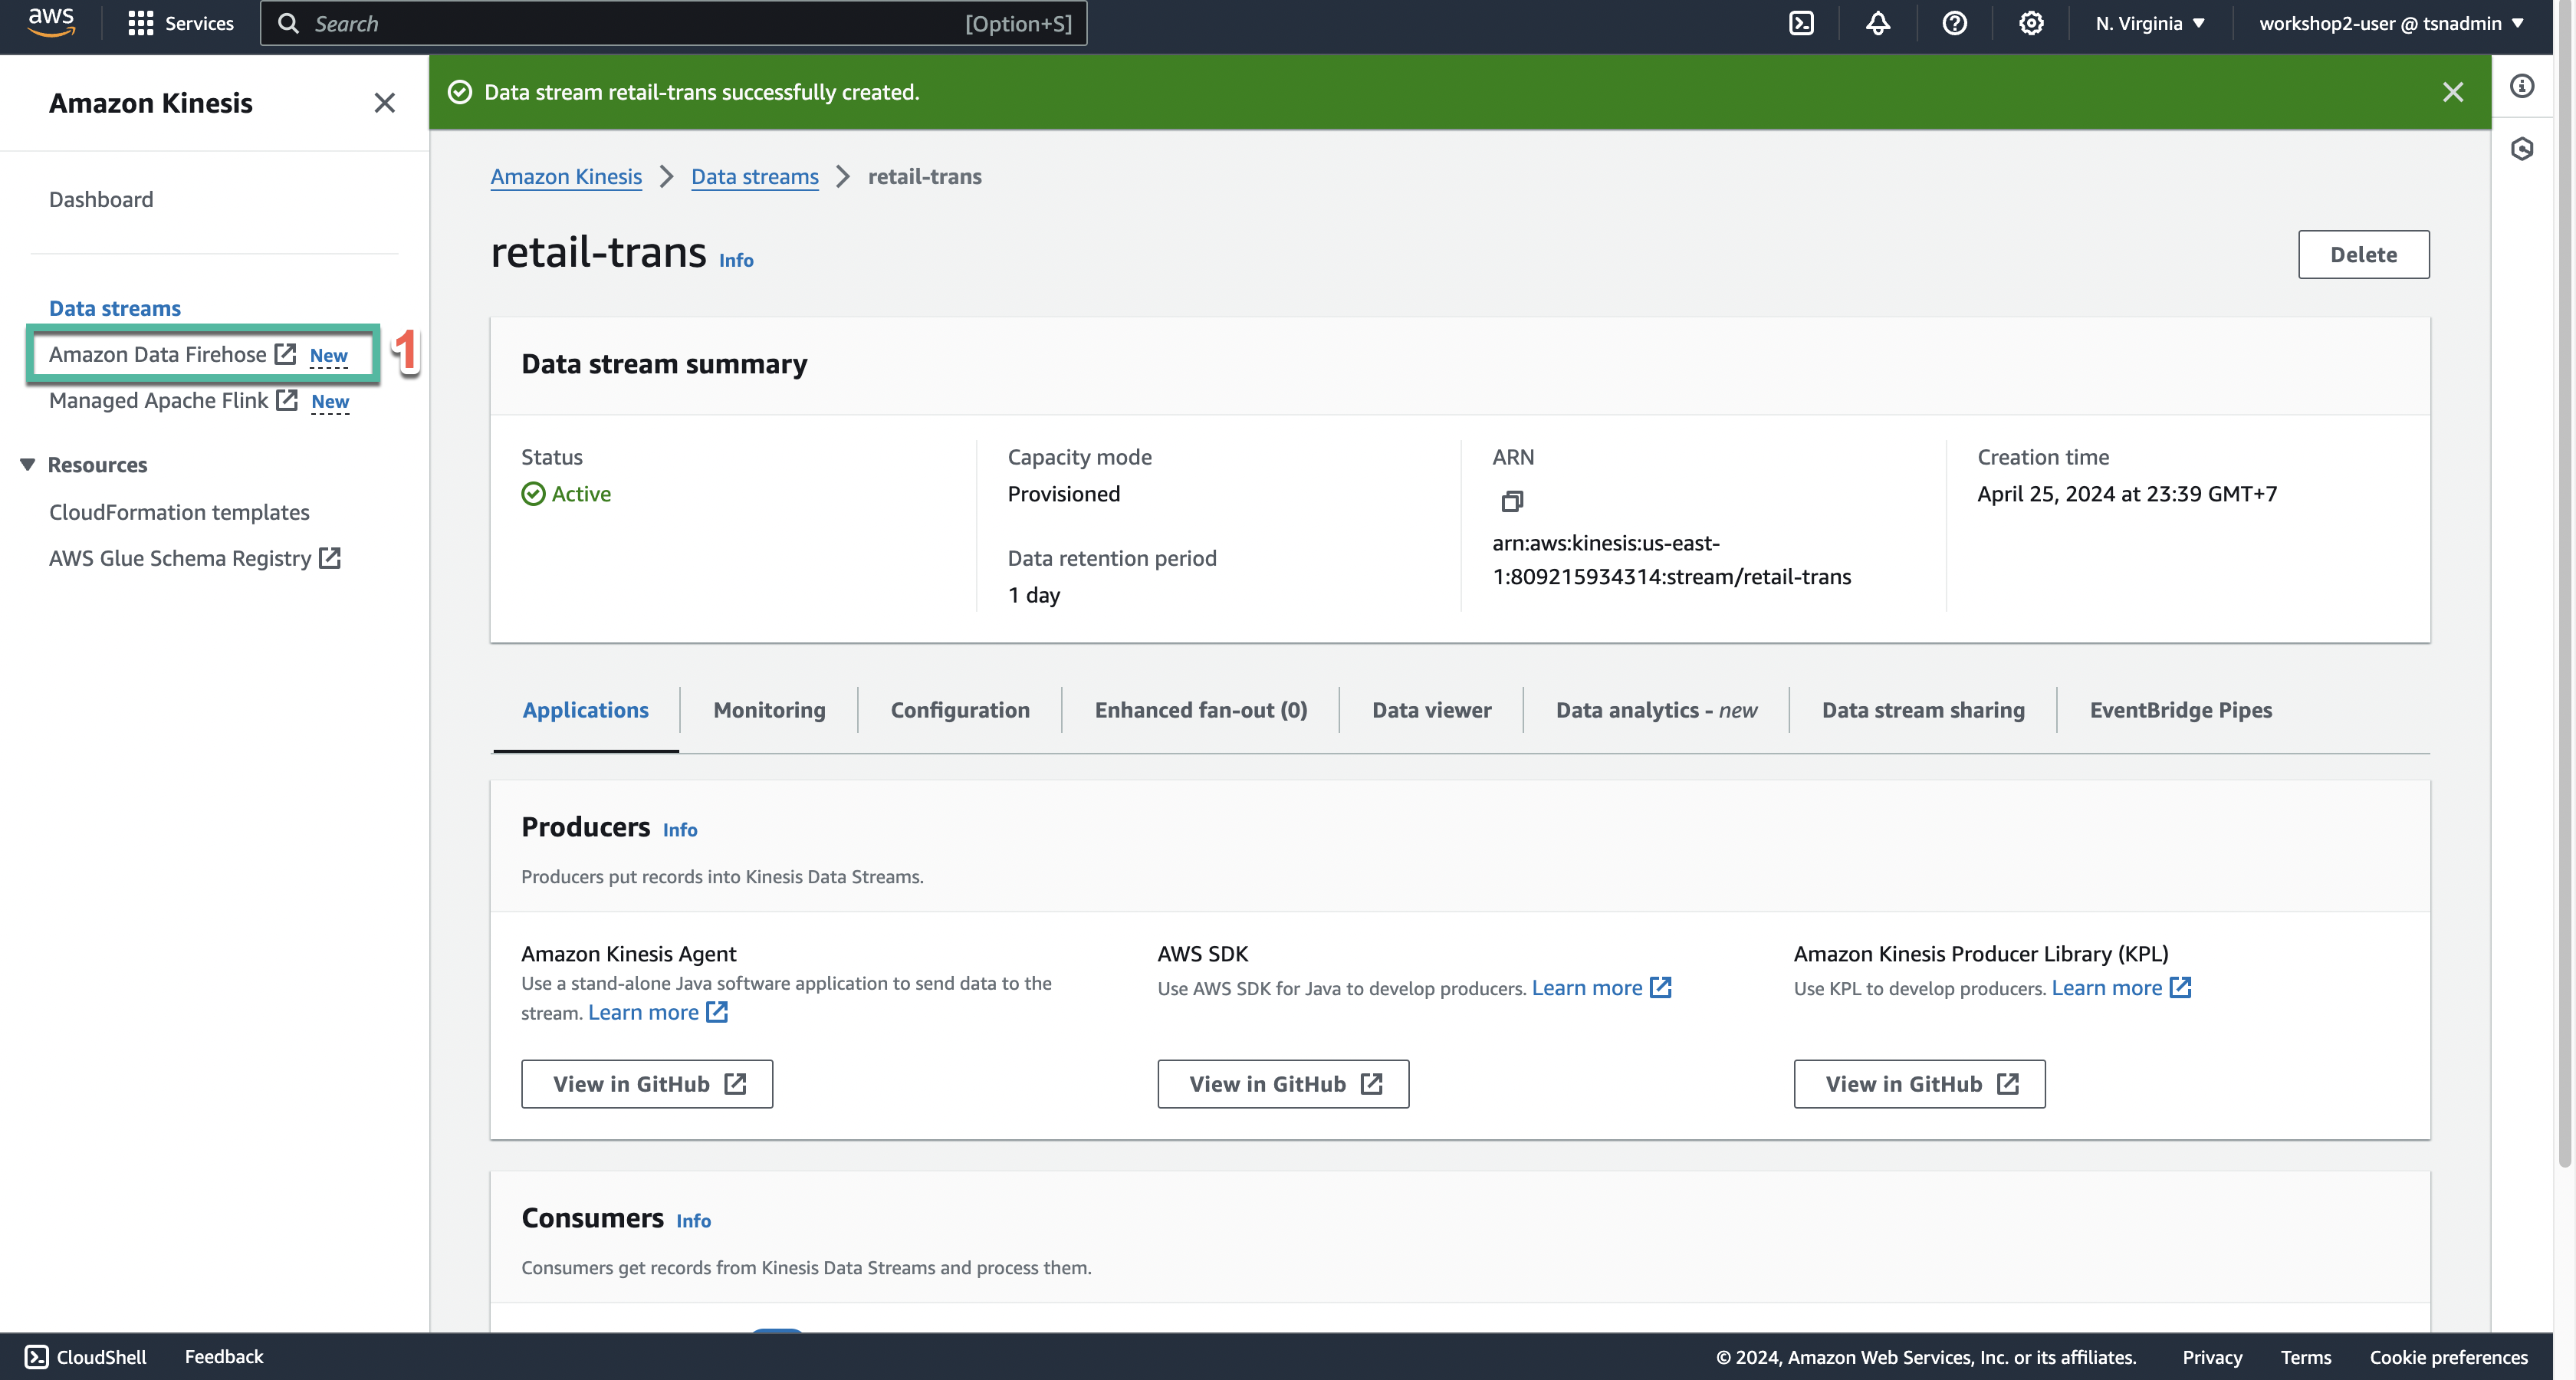 aws
Services
Search
[Option+S]
N. Virginia
workshop2-user @ tsnadmin
Amazon Kinesis
Dashboard
Data streams
Amazon Data Firehose New
1
Managed Apache Flink New
Resources
CloudFormation templates
AWS Glue Schema Registry
Data stream retail-trans successfully created.
Amazon Kinesis > Data streams > retail-trans
retail-trans Info
Delete
Data stream summary
Status
Active
Capacity mode
Provisioned
Data retention period
1 day
ARN
arn:aws:kinesis:us-east-
1:809215934314:stream/retail-trans
Creation time
April 25, 2024 at 23:39 GMT+7
Applications
Monitoring
Configuration
Enhanced fan-out (0)
Data viewer
Data analytics - new
Data stream sharing
EventBridge Pipes
Producers Info
Producers put records into Kinesis Data Streams.
Amazon Kinesis Agent
Use a stand-alone Java software application to send data to the
stream. Learn more
View in GitHub
AWS SDK
Use AWS SDK for Java to develop producers. Learn more
View in GitHub
Amazon Kinesis Producer Library (KPL)
Use KPL to develop producers. Learn more
View in GitHub
Consumers Info
Consumers get records from Kinesis Data Streams and process them.
CloudShell
Feedback
© 2024, Amazon Web Services, Inc. or its affiliates.
Privacy
Terms
Cookie preferences